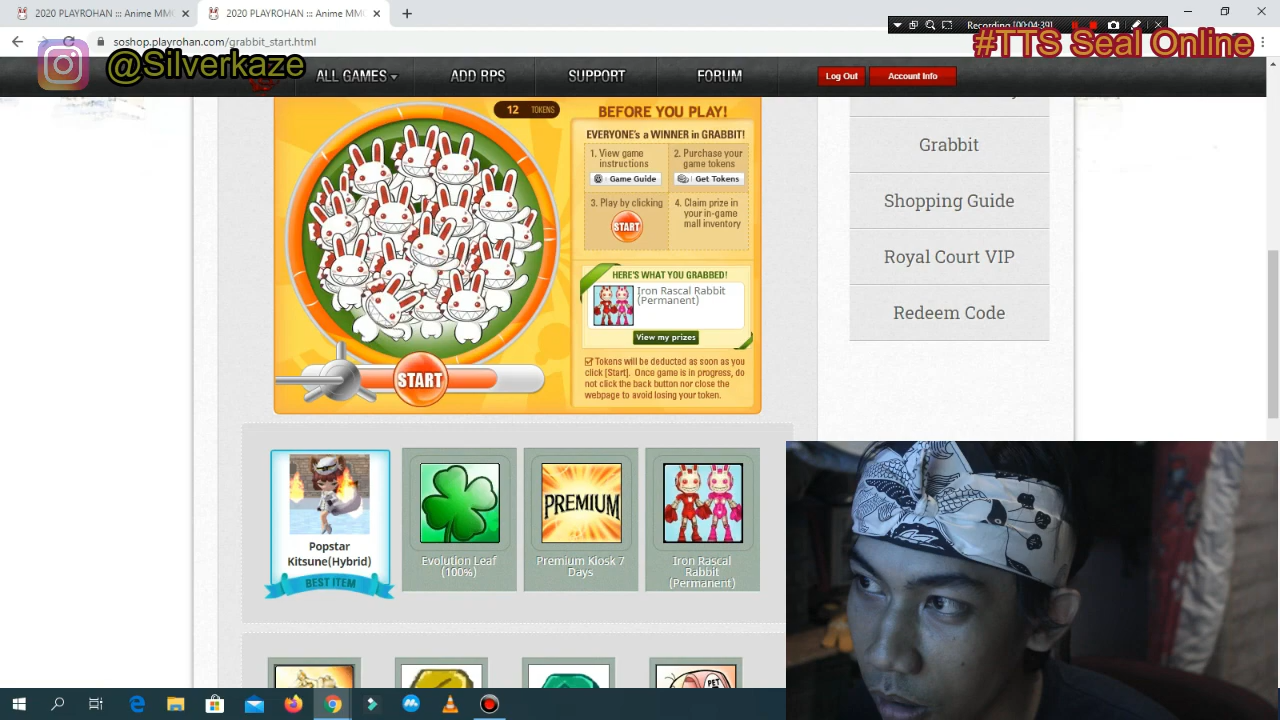 2020 PLAYROHAN :: Anime MMO
2020 PLAYROHAN :: Anime MMO
Recording [00:04:39]
soshop.playrohan.com/grabbit_start.html
@Silverkaze
#TTS Seal Online
ALL GAMES
ADD RPS
SUPPORT
FORUM
Log Out
Account Info
12 TOKENS
BEFORE YOU PLAY!
EVERYONE's a WINNER in GRABBIT!
1. View game
instructions
Game Guide
2. Purchase your
game tokens
Get Tokens
3. Play by clicking
START
4. Claim prize in
your in-game
mall inventory
HERE'S WHAT YOU GRABBED!
Iron Rascal Rabbit
(Permanent)
View my prizes
Tokens will be deducted as soon as you
click [Start]. Once game is in progress, do
not click the back button nor close the
webpage to avoid losing your token.
START
Grabbit
Shopping Guide
Royal Court VIP
Redeem Code
Popstar
Kitsune(Hybrid)
BEST ITEM
Evolution Leaf
(100%)
PREMIUM
Premium Kiosk 7
Days
Iron Rascal
Rabbit
(Permanent)
PET